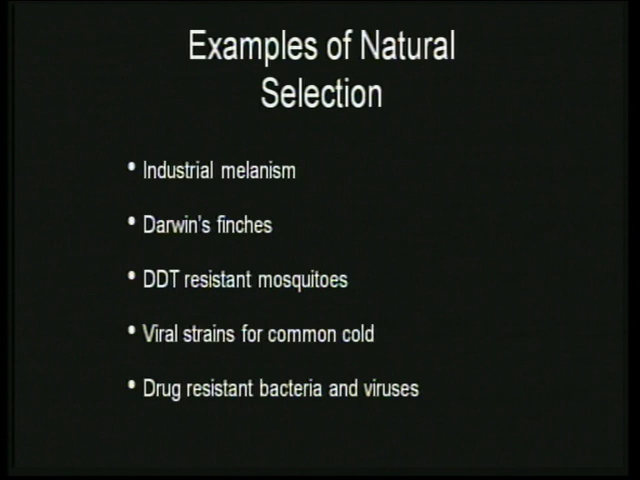 Examples of Natural
Selection
• Industrial melanism
• Darwin's finches
• DDT resistant mosquitoes
• Viral strains for common cold
• Drug resistant bacteria and viruses